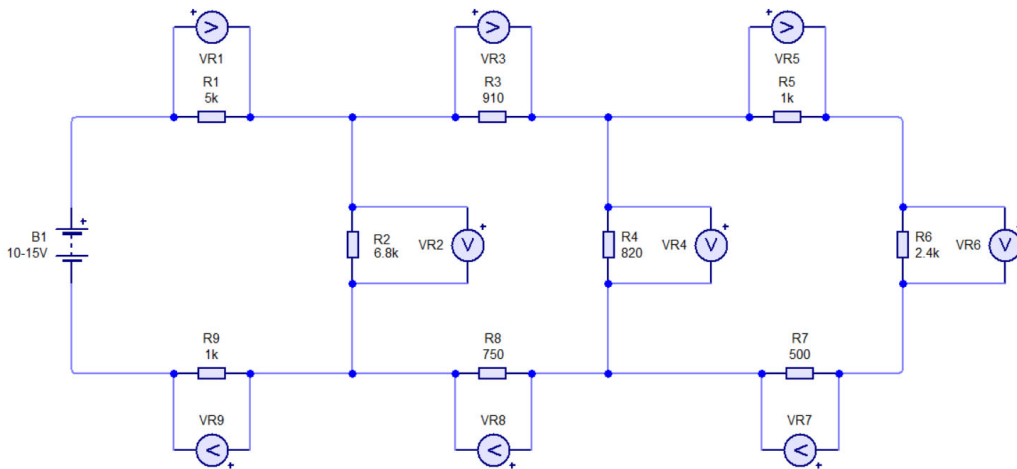 VR1
R1
5k
VR3
R3
910
VR5
R5
1k
B1
10-15V
R2
6.8k
VR2
R4
820
VR4
R6
2.4k
VR6
R9
1k
VR9
R8
750
VR8
R7
500
VR7